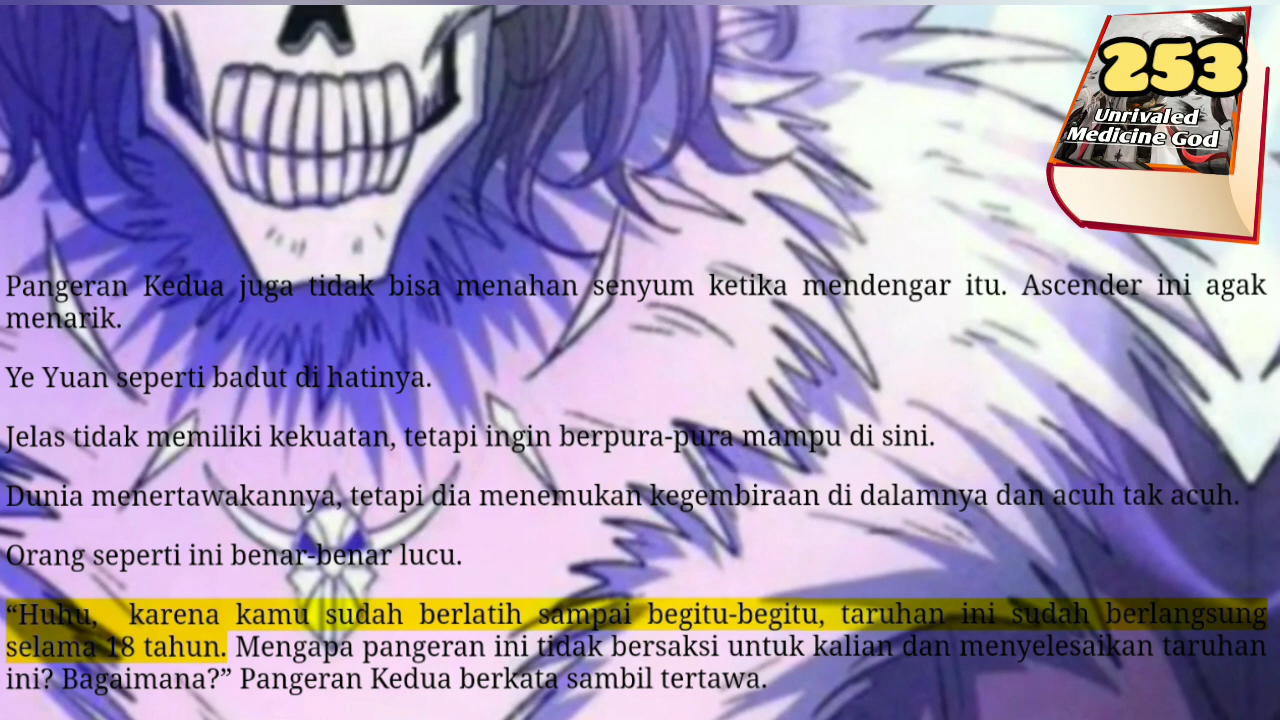 253
Unrivaled
Medicine God
Pangeran Kedua juga tidak bisa menahan senyum ketika mendengar itu. Ascender ini agak
menarik.
Ye Yuan seperti badut di hatinya.
Jelas tidak memiliki kekuatan, tetapi ingin berpura-pura mampu di sini.
Dunia menertawakannya, tetapi dia menemukan kegembiraan di dalamnya dan acuh tak acuh.
Orang seperti ini benar-benar lucu.
“Huhu, karena kamu sudah berlatih sampai begitu-begitu, taruhan ini sudah berlangsung
selama 18 tahun. Mengapa pangeran ini tidak bersaksi untuk kalian dan menyelesaikan taruhan
ini? Bagaimana?” Pangeran Kedua berkata sambil tertawa.